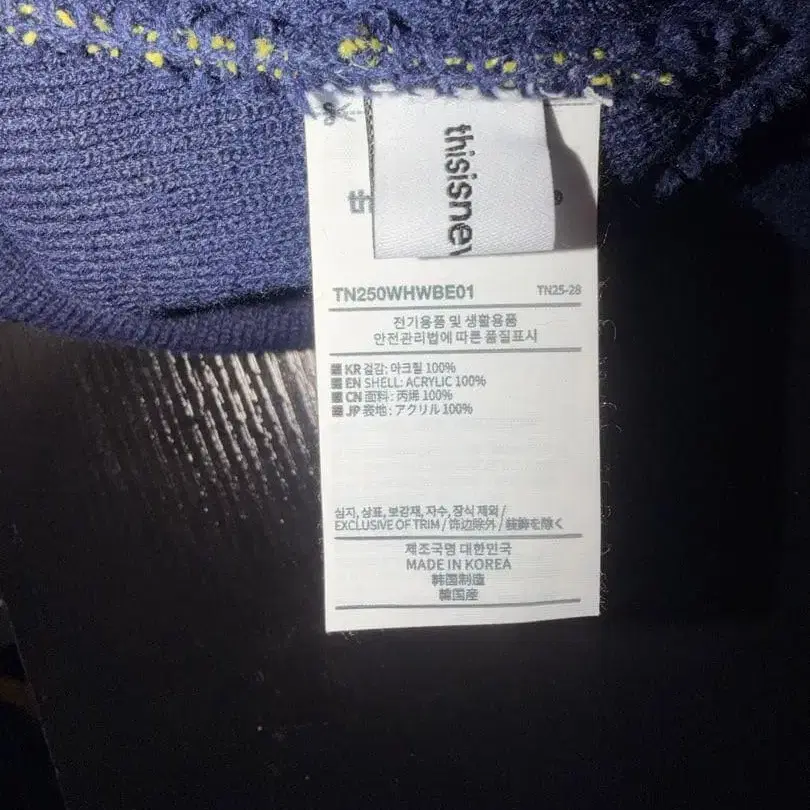 thisisne
th
TN250WHWBE01 TN25-28
전기용품 및 생활용품
안전관리법에 따른 품질표시
KR 겉감: 아크릴 100%
EN SHELL: ACRYLIC 100%
CN 面料: 丙烯 100%
JP 表地: アクリル 100%
심지, 상표, 보강재, 자수, 장식 제외 /
EXCLUSIVE OF TRIM / 饰边除外 / 装飾を除く
제조국명 대한민국
MADE IN KOREA
韩国制造
韓国産